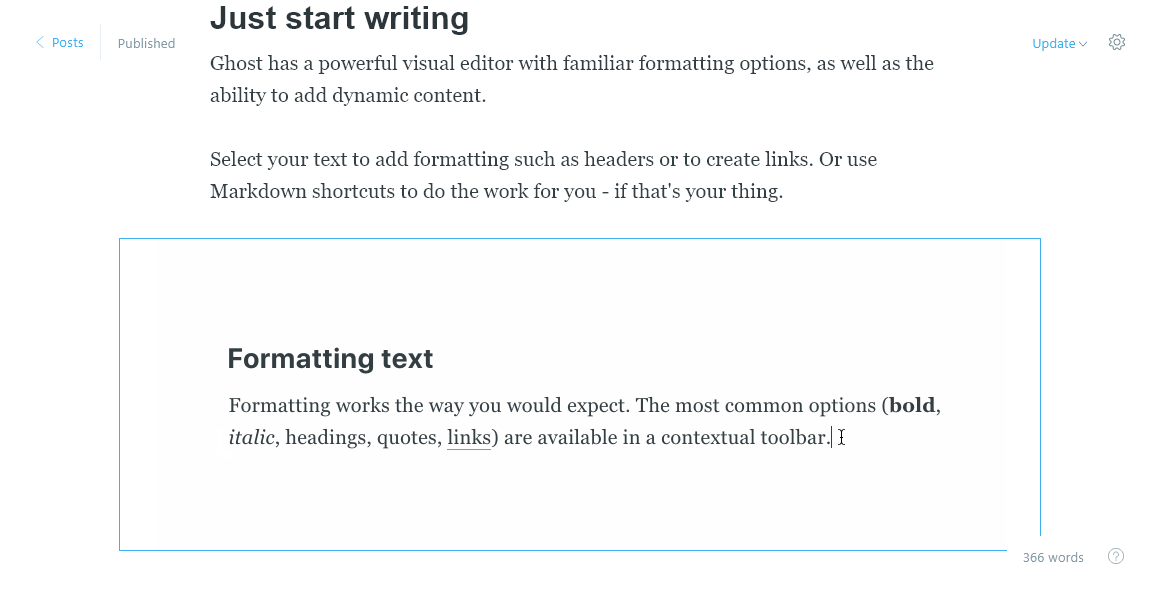 Just start writing
Posts
Published
Update
Ghost has a powerful visual editor with familiar formatting options, as well as the
ability to add dynamic content.
Select your text to add formatting such as headers or to create links. Or use
Markdown shortcuts to do the work for you - if that's your thing.
Formatting text
Formatting works the way you would expect. The most common options (bold,
italic, headings, quotes, links) are available in a contextual toolbar.
366 words
?